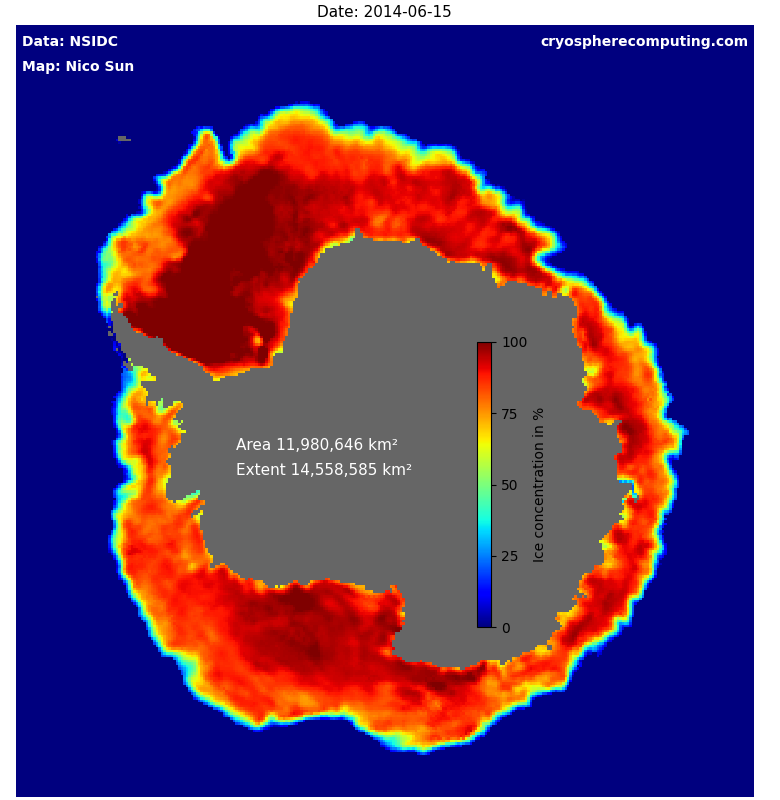 Date: 2014-06-15
Data: NSIDC
cryospherecomputing.com
Map: Nico Sun
Area 11,980,646 km²
Extent 14,558,585 km²
100
75
50
25
0
Ice concentration in %